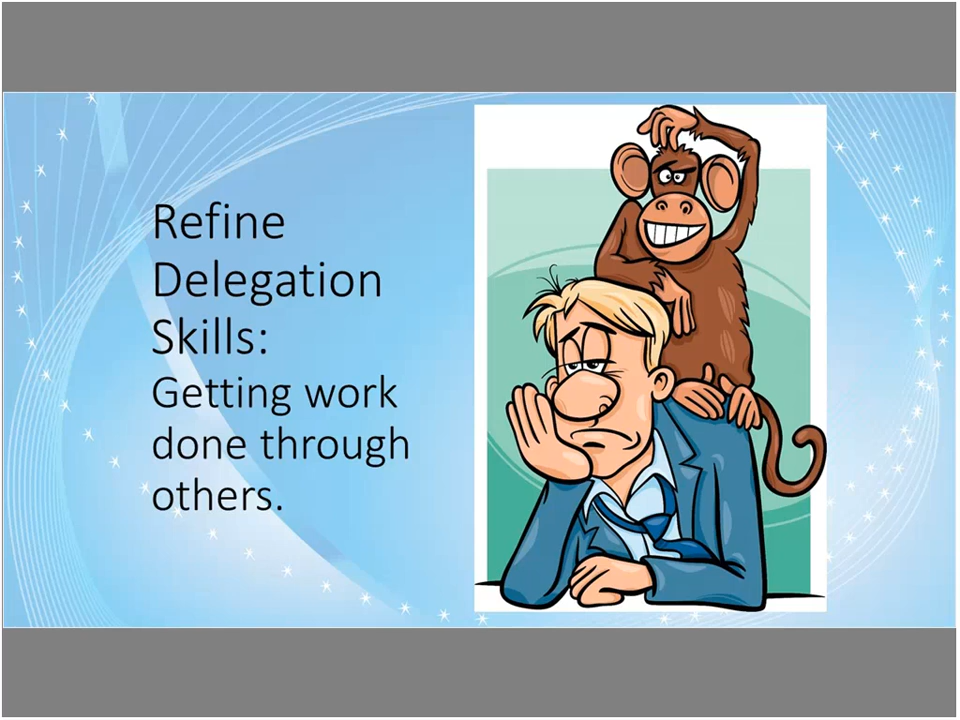 Refine
Delegation
Skills:
Getting work
done through
others.